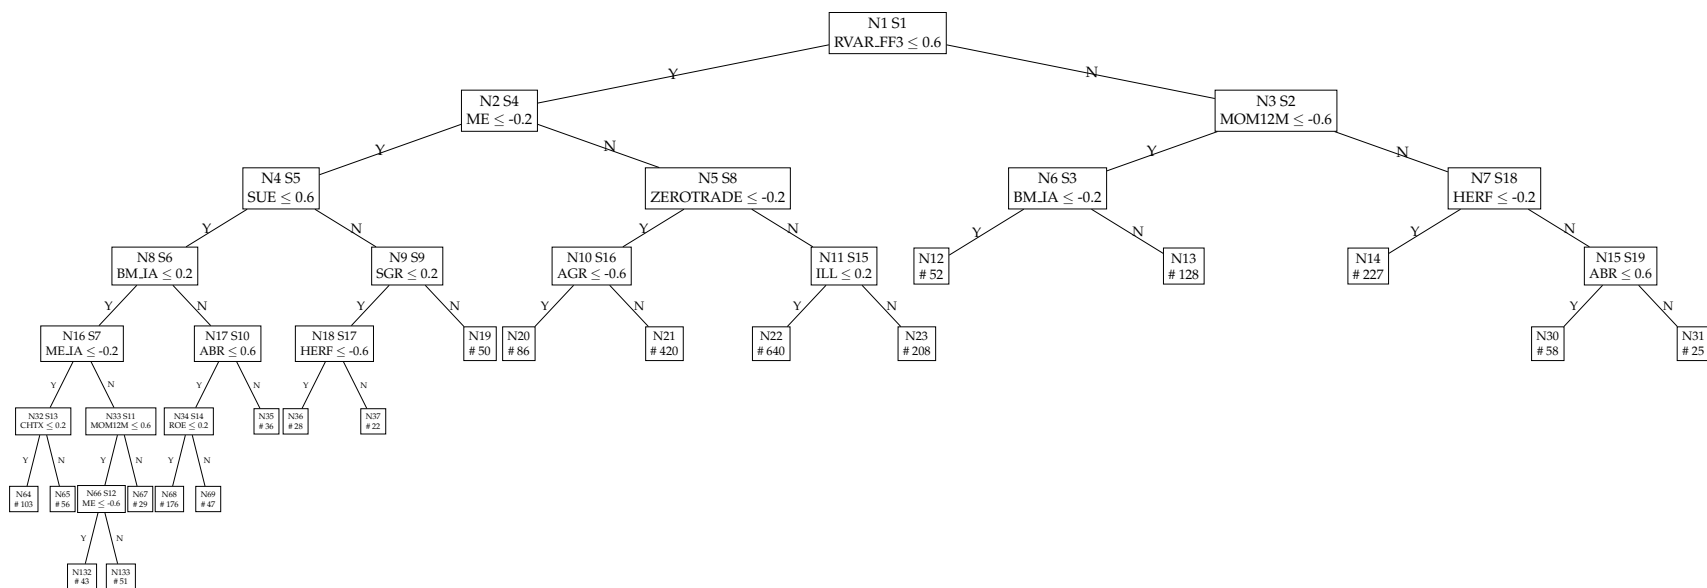 N1 S1
RVAR_FF3 ≤ 0.6
Y
N
N2 S4
ME ≤ -0.2
N3 S2
MOM12M ≤ -0.6
Y
N
Y
N
N4 S5
SUE ≤ 0.6
N5 S8
ZEROTRADE ≤ -0.2
N6 S3
BM_IA ≤ -0.2
N7 S18
HERF ≤ -0.2
Y
N
Y
N
Y
N
Y
N
N8 S6
BM_IA ≤ 0.2
N9 S9
SGR ≤ 0.2
N10 S16
AGR ≤ -0.6
N11 S15
ILL ≤ 0.2
N12
# 52
N13
# 128
N14
# 227
N15 S19
ABR ≤ 0.6
Y
N
Y
N
Y
N
Y
N
Y
N
N16 S7
ME_IA ≤ -0.2
N17 S10
ABR ≤ 0.6
N18 S17
HERF ≤ -0.6
N19
# 50
N20
# 86
N21
# 420
N22
# 640
N23
# 208
N30
# 58
N31
# 25
Y
N
Y
N
Y
N
N32 S13
CHTX ≤ 0.2
N33 S11
MOM12M ≤ 0.6
N34 S14
ROE ≤ 0.2
N35
# 36
N36
# 28
N37
# 22
Y
N
Y
N
Y
N
N64
# 103
N65
# 56
N66 S12
ME ≤ -0.6
N67
# 29
N68
# 176
N69
# 47
Y
N
N132
# 43
N133
# 51